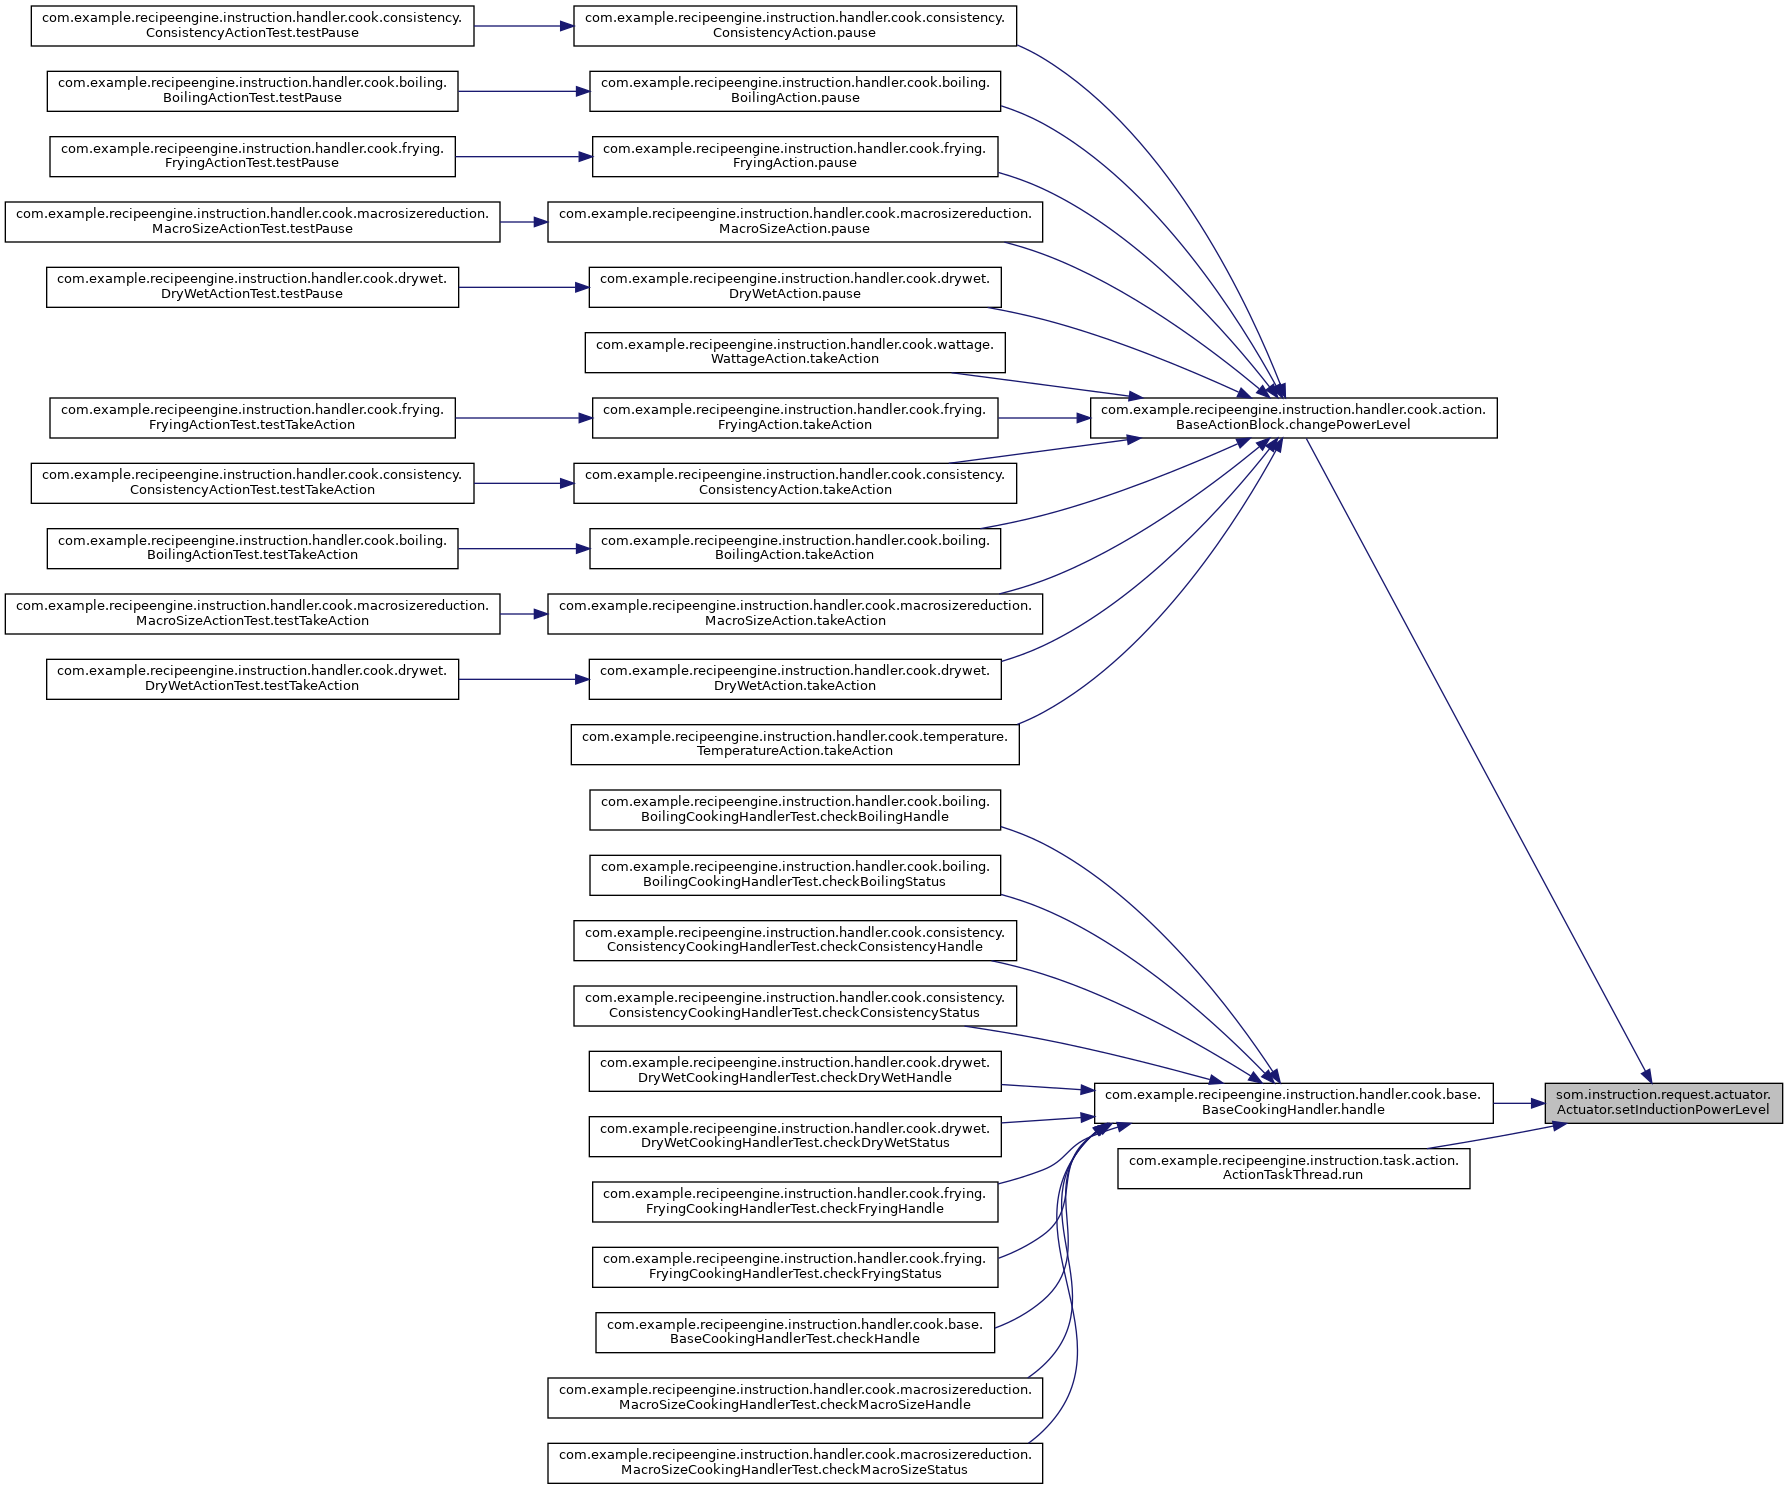 com.example.recipeengine.instruction.handler.cook.consistency.
ConsistencyActionTest.testPause
com.example.recipeengine.instruction.handler.cook.consistency.
ConsistencyAction.pause
com.example.recipeengine.instruction.handler.cook.boiling.
BoilingActionTest.testPause
com.example.recipeengine.instruction.handler.cook.boiling.
BoilingAction.pause
com.example.recipeengine.instruction.handler.cook.frying.
FryingActionTest.testPause
com.example.recipeengine.instruction.handler.cook.frying.
FryingAction.pause
com.example.recipeengine.instruction.handler.cook.macrosizereduction.
MacroSizeActionTest.testPause
com.example.recipeengine.instruction.handler.cook.macrosizereduction.
MacroSizeAction.pause
com.example.recipeengine.instruction.handler.cook.drywet.
DryWetActionTest.testPause
com.example.recipeengine.instruction.handler.cook.drywet.
DryWetAction.pause
com.example.recipeengine.instruction.handler.cook.wattage.
WattageAction.takeAction
com.example.recipeengine.instruction.handler.cook.frying.
FryingActionTest.testTakeAction
com.example.recipeengine.instruction.handler.cook.frying.
FryingAction.takeAction
com.example.recipeengine.instruction.handler.cook.action.
BaseActionBlock.changePowerLevel
com.example.recipeengine.instruction.handler.cook.consistency.
ConsistencyActionTest.testTakeAction
com.example.recipeengine.instruction.handler.cook.consistency.
ConsistencyAction.takeAction
com.example.recipeengine.instruction.handler.cook.boiling.
BoilingActionTest.testTakeAction
com.example.recipeengine.instruction.handler.cook.boiling.
BoilingAction.takeAction
com.example.recipeengine.instruction.handler.cook.macrosizereduction.
MacroSizeActionTest.testTakeAction
com.example.recipeengine.instruction.handler.cook.macrosizereduction.
MacroSizeAction.takeAction
com.example.recipeengine.instruction.handler.cook.drywet.
DryWetActionTest.testTakeAction
com.example.recipeengine.instruction.handler.cook.drywet.
DryWetAction.takeAction
com.example.recipeengine.instruction.handler.cook.temperature.
TemperatureAction.takeAction
com.example.recipeengine.instruction.handler.cook.boiling.
BoilingCookingHandlerTest.checkBoilingHandle
com.example.recipeengine.instruction.handler.cook.boiling.
BoilingCookingHandlerTest.checkBoilingStatus
com.example.recipeengine.instruction.handler.cook.consistency.
ConsistencyCookingHandlerTest.checkConsistencyHandle
com.example.recipeengine.instruction.handler.cook.consistency.
ConsistencyCookingHandlerTest.checkConsistencyStatus
com.example.recipeengine.instruction.handler.cook.drywet.
DryWetCookingHandlerTest.checkDryWetHandle
com.example.recipeengine.instruction.handler.cook.base.
BaseCookingHandler.handle
som.instruction.request.actuator.
Actuator.setInductionPowerLevel
com.example.recipeengine.instruction.handler.cook.drywet.
DryWetCookingHandlerTest.checkDryWetStatus
com.example.recipeengine.instruction.task.action.
ActionTaskThread.run
com.example.recipeengine.instruction.handler.cook.frying.
FryingCookingHandlerTest.checkFryingHandle
com.example.recipeengine.instruction.handler.cook.frying.
FryingCookingHandlerTest.checkFryingStatus
com.example.recipeengine.instruction.handler.cook.base.
BaseCookingHandlerTest.checkHandle
com.example.recipeengine.instruction.handler.cook.macrosizereduction.
MacroSizeCookingHandlerTest.checkMacroSizeHandle
com.example.recipeengine.instruction.handler.cook.macrosizereduction.
MacroSizeCookingHandlerTest.checkMacroSizeStatus